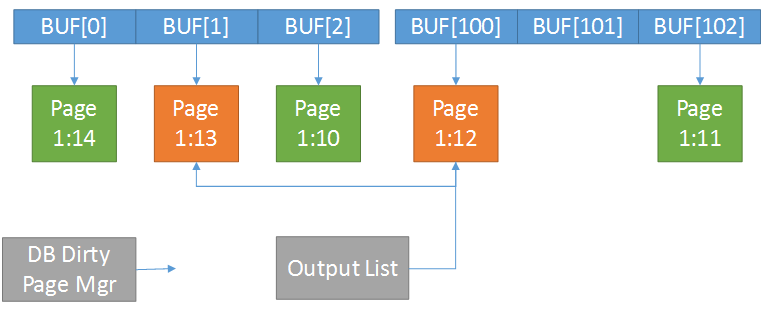 BUF[0] BUF[1] BUF[2] BUF[100] BUF[101] BUF[102]
Page
1:14
Page
1:13
Page
1:10
Page
1:12
Page
1:11
DB Dirty
Page Mgr
Output List